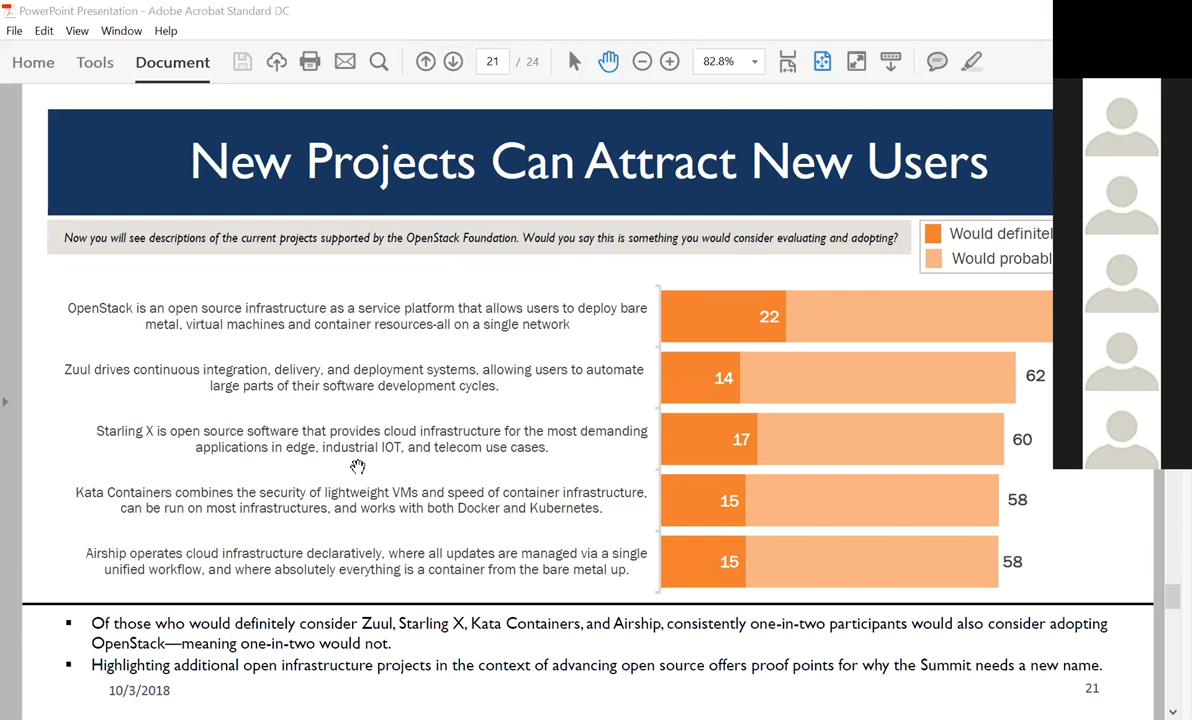 PowerPoint Presentation - Adobe Acrobat Standard DC
File Edit View Window Help
Home Tools Document 21 / 24 82.8%
New Projects Can Attract New Users
Now you will see descriptions of the current projects supported by the OpenStack Foundation. Would you say this is something you would consider evaluating and adopting?
Would definitel
Would probabl
OpenStack is an open source infrastructure as a service platform that allows users to deploy bare
metal, virtual machines and container resources-all on a single network
22
Zuul drives continuous integration, delivery, and deployment systems, allowing users to automate
large parts of their software development cycles.
14 62
Starling X is open source software that provides cloud infrastructure for the most demanding
applications in edge, industrial IOT, and telecom use cases.
17 60
Kata Containers combines the security of lightweight VMs and speed of container infrastructure,
can be run on most infrastructures, and works with both Docker and Kubernetes.
15 58
Airship operates cloud infrastructure declaratively, where all updates are managed via a single
unified workflow, and where absolutely everything is a container from the bare metal up.
15 58
▪ Of those who would definitely consider Zuul, Starling X, Kata Containers, and Airship, consistently one-in-two participants would also consider adopting
OpenStack—meaning one-in-two would not.
▪ Highlighting additional open infrastructure projects in the context of advancing open source offers proof points for why the Summit needs a new name.
10/3/2018 21